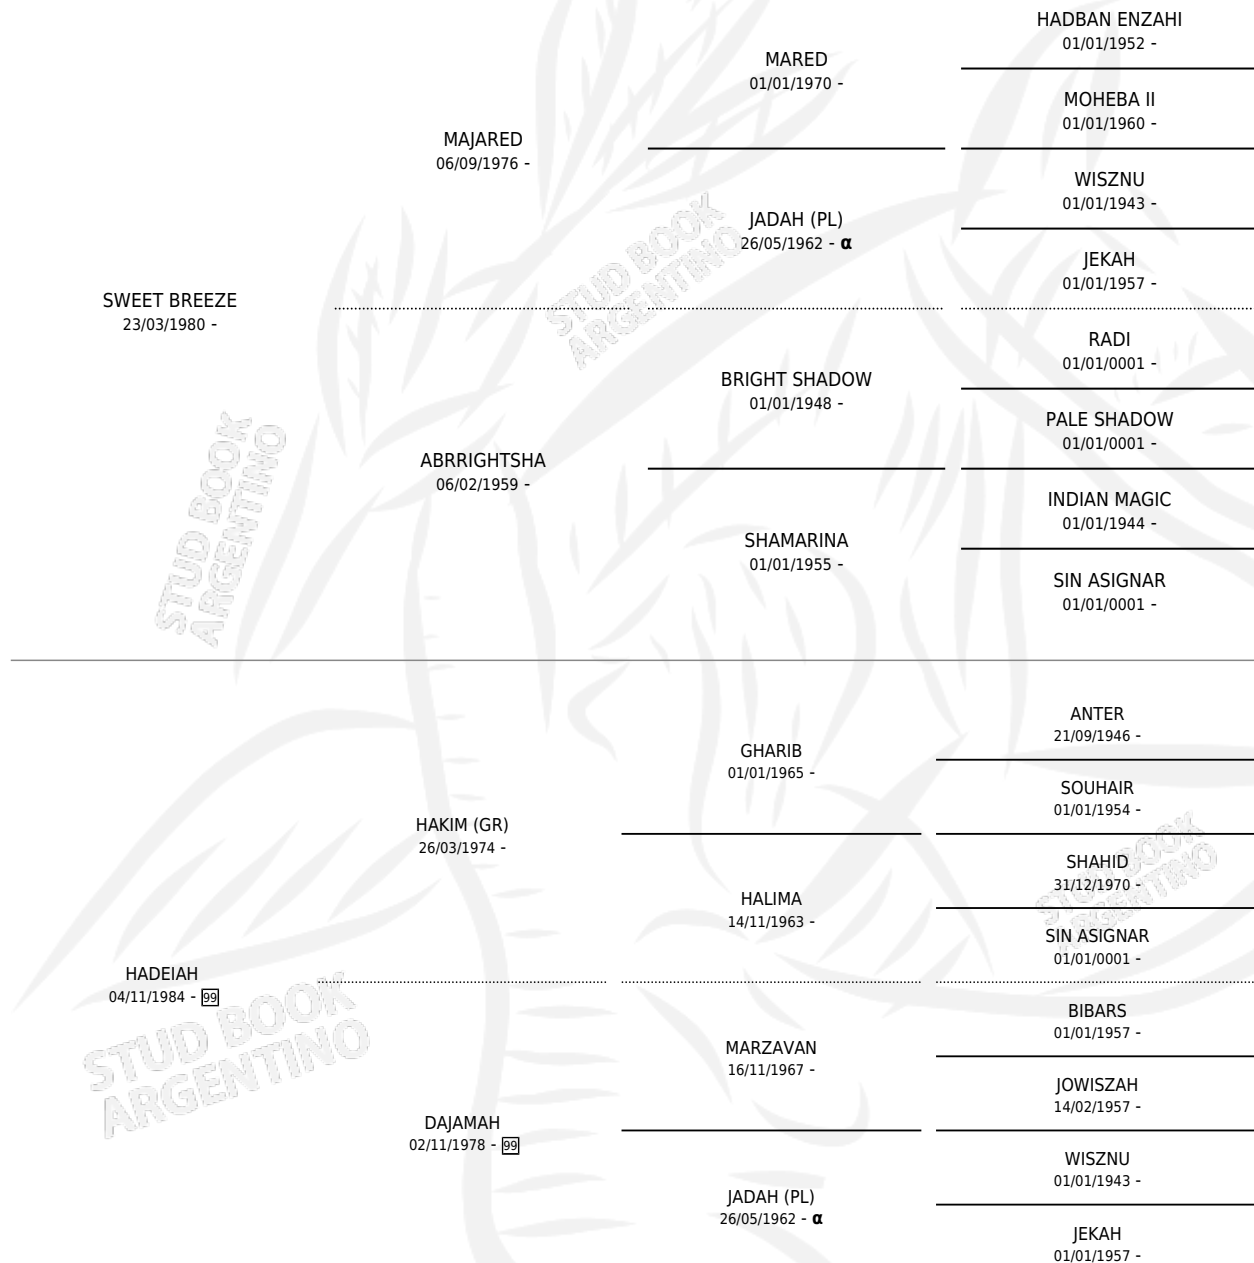 HADBAN ENZAHI
01/01/1952 -
MARED
01/01/1970 -
MOHEBA II
01/01/1960 -
MAJARED
06/09/1976 -
WISZNU
01/01/1943 -
JADAH (PL)
26/05/1962 - α
JEKAH
01/01/1957 -
SWEET BREEZE
23/03/1980 -
RADI
01/01/0001 -
BRIGHT SHADOW
01/01/1948 -
PALE SHADOW
01/01/0001 -
ABRRIGHTSHA
06/02/1959 -
INDIAN MAGIC
01/01/1944 -
SHAMARINA
01/01/1955 -
SIN ASIGNAR
01/01/0001 -
STUD BOOK
ARGENTINO
STUD BOOK
ARGENTINO
ANTER
21/09/1946 -
GHARIB
01/01/1965 -
SOUHAIR
01/01/1954 -
HAKIM (GR)
26/03/1974 -
SHAHID
31/12/1970 -
HALIMA
14/11/1963 -
SIN ASIGNAR
01/01/0001 -
HADEIAH
04/11/1984 - 99
BIBARS
01/01/1957 -
MARZAVAN
16/11/1967 -
JOWISZAH
14/02/1957 -
DAJAMAH
02/11/1978 - 99
WISZNU
01/01/1943 -
JADAH (PL)
26/05/1962 - α
JEKAH
01/01/1957 -
STUD BOOK
ARGENTINO
STUD BOOK
ARGENTINO